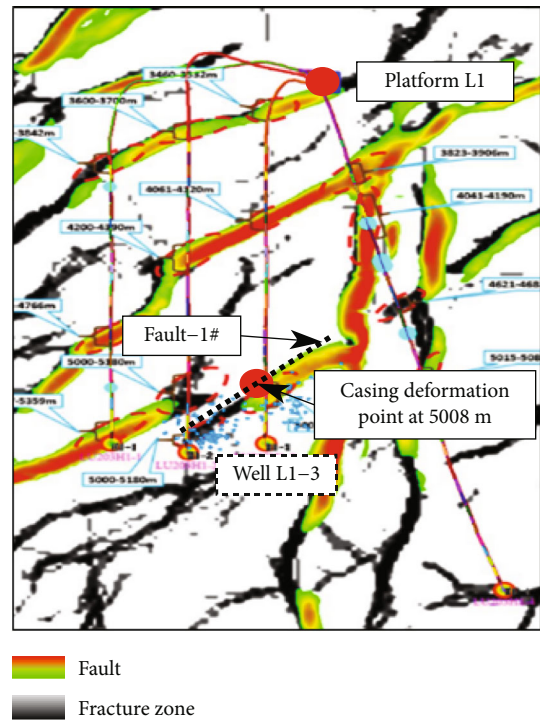 3460-3532m
Platform L1
3600-3700m
-3842m
3823-3906m
4061-4120m
4041-4190m
4200-4290m
4621-468
-4766m
Fault-1#
5000-5180m
5015-508
Casing deformation
point at 5008 m
-5359m
Well L1-3
5000-5180m
Fault
Fracture zone